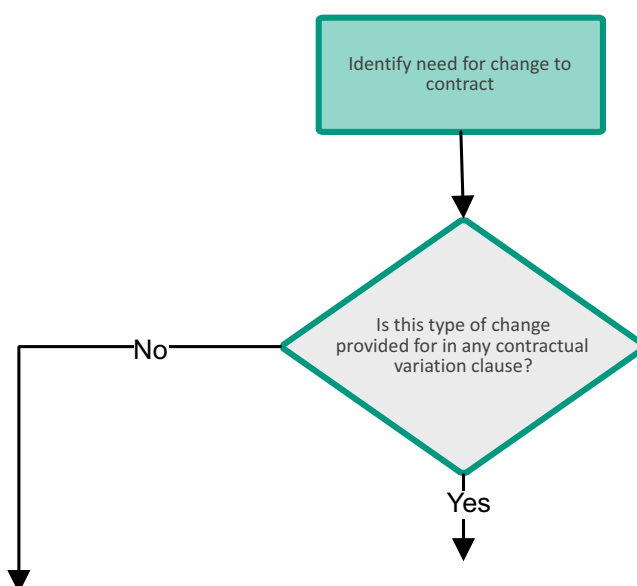 Identify need for change to
contract
Is this type of change
provided for in any contractual
variation clause?
No
Yes